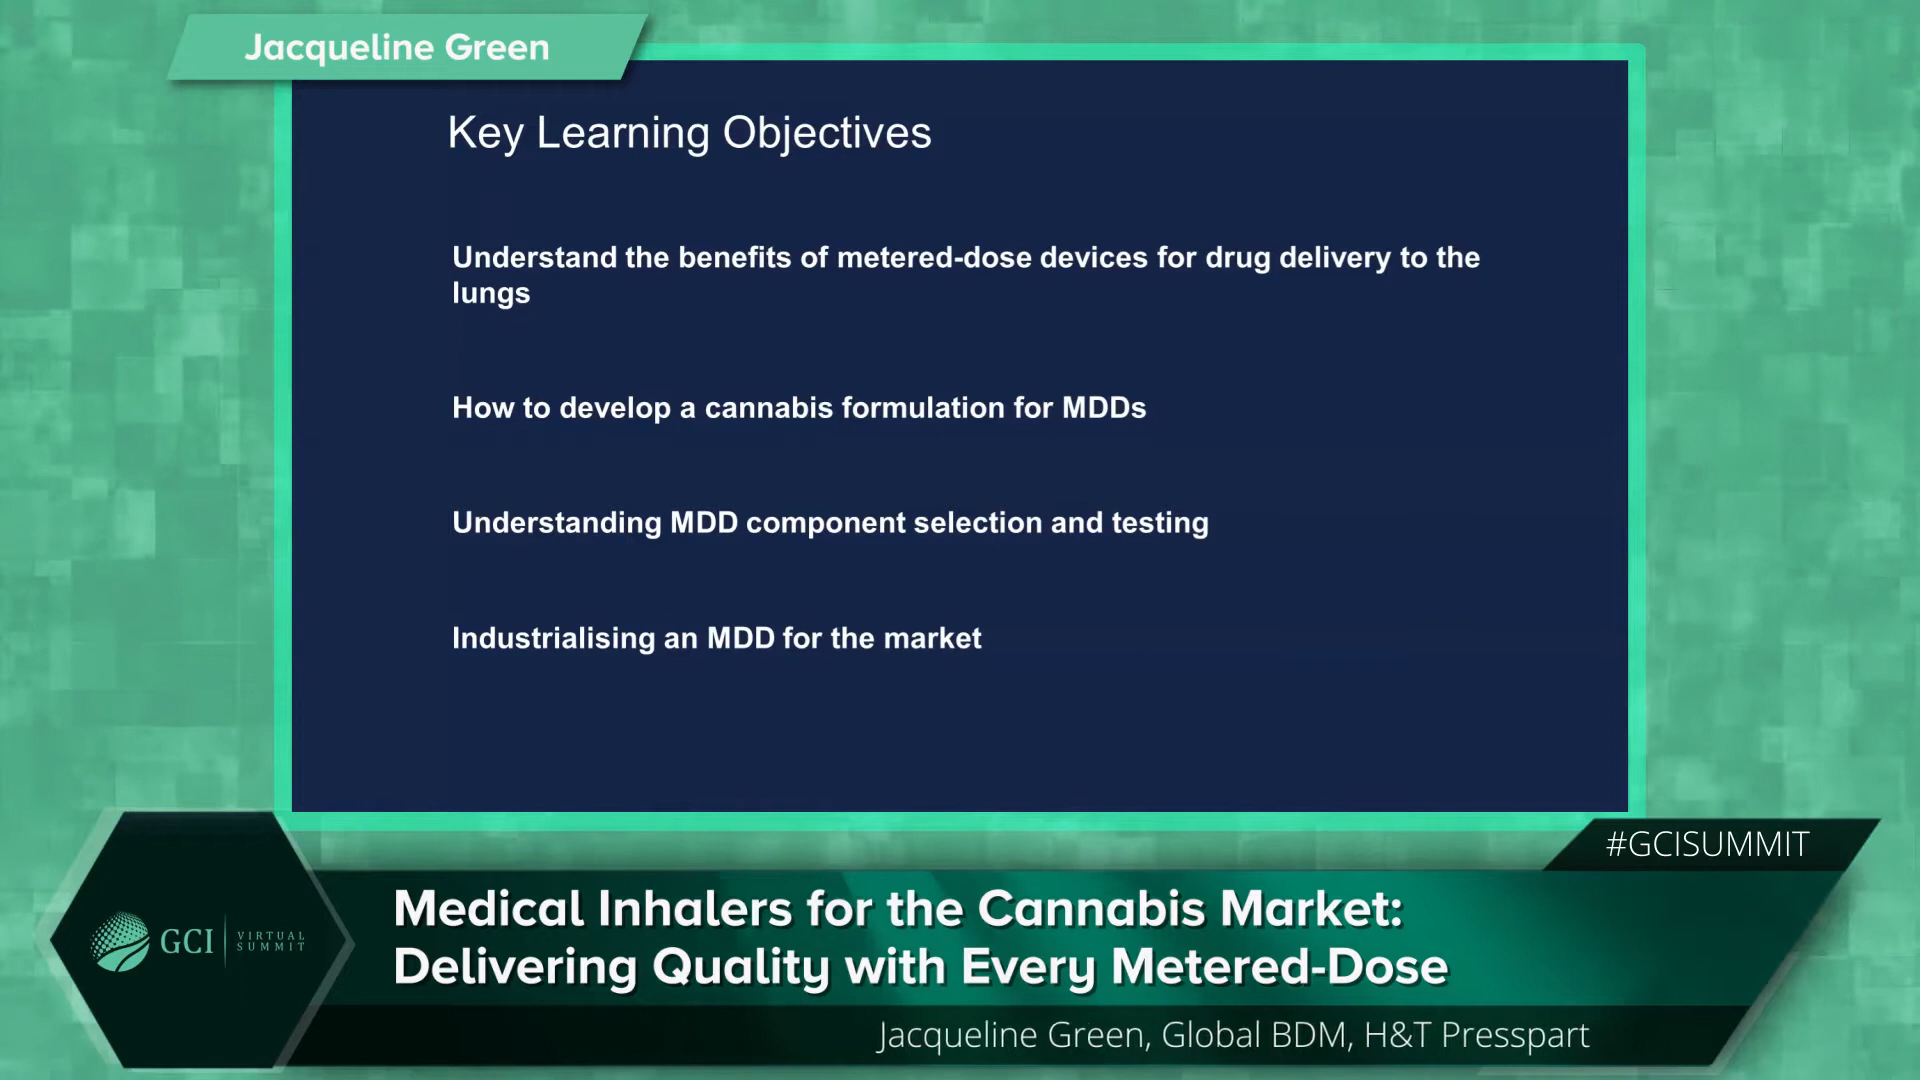 Jacqueline Green
Key Learning Objectives
Understand the benefits of metered-dose devices for drug delivery to the
lungs
How to develop a cannabis formulation for MDDs
Understanding MDD component selection and testing
Industrialising an MDD for the market
#GCISUMMIT
Medical Inhalers for the Cannabis Market:
Delivering Quality with Every Metered-Dose
GCI
VIRTUAL
SUMMIT
Jacqueline Green, Global BDM, H&T Presspart